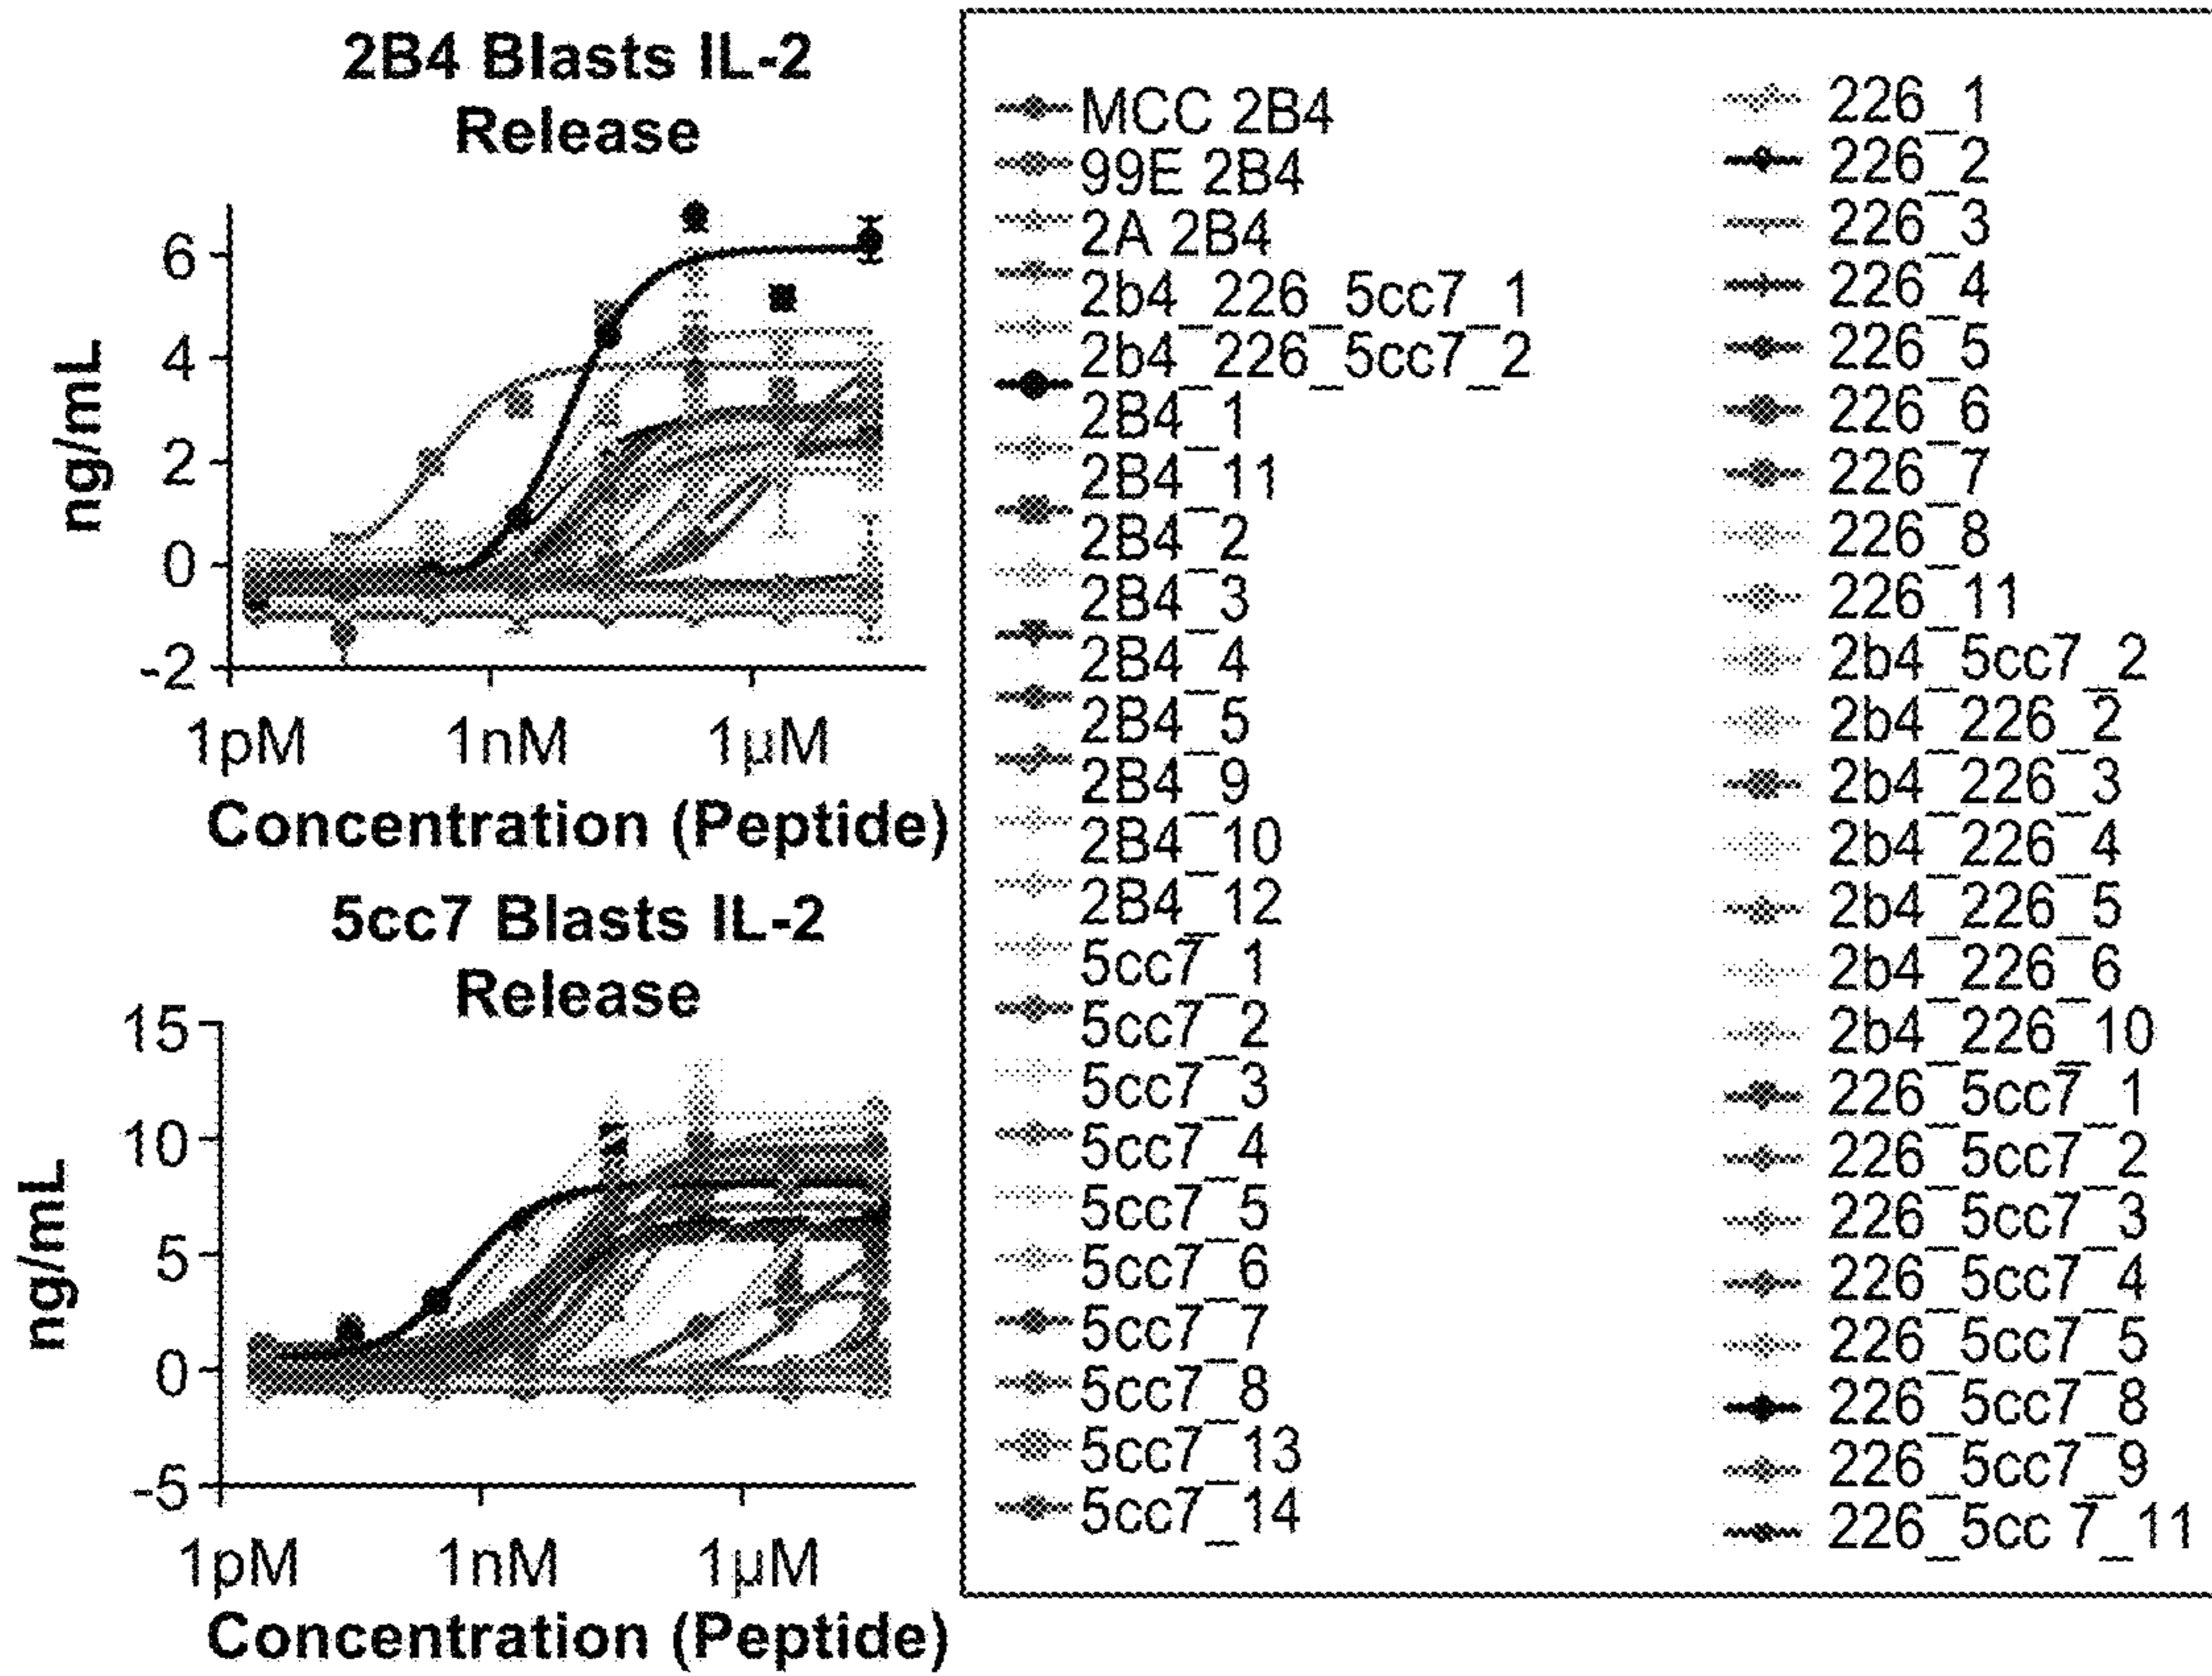 2B4 Blasts IL-2
Release
6
4
2
0
-2
ng/mL
1pM 1nM 1µM
Concentration (Peptide)
5cc7 Blasts IL-2
Release
15
10
5
0
-5
ng/mL
1pM 1nM 1µM
Concentration (Peptide)
MCC 2B4
99E 2B4
2A 2B4
2b4_226_5cc7_1
2b4_226_5cc7_2
2B4_1
2B4_11
2B4_2
2B4_3
2B4_4
2B4_5
2B4_9
2B4_10
2B4_12
5cc7_1
5cc7_2
5cc7_3
5cc7_4
5cc7_5
5cc7_6
5cc7_7
5cc7_8
5cc7_13
5cc7_14
226_1
226_2
226_3
226_4
226_5
226_6
226_7
226_8
226_11
2b4_5cc7_2
2b4_226_2
2b4_226_3
2b4_226_4
2b4_226_5
2b4_226_6
2b4_226_10
226_5cc7_1
226_5cc7_2
226_5cc7_3
226_5cc7_4
226_5cc7_5
226_5cc7_8
226_5cc7_9
226_5cc 7_11